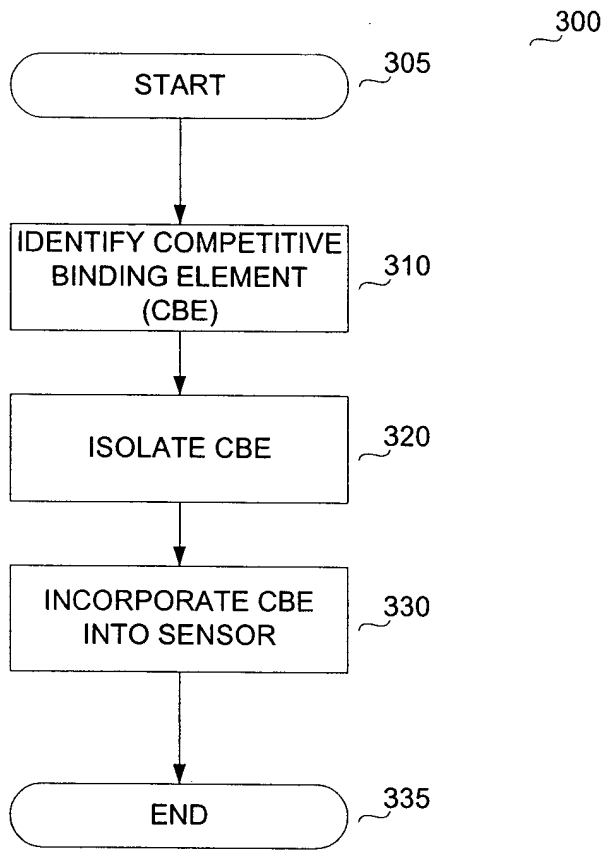 300
START
305
IDENTIFY COMPETITIVE
BINDING ELEMENT
(CBE)
310
ISOLATE CBE
320
INCORPORATE CBE
INTO SENSOR
330
END
335